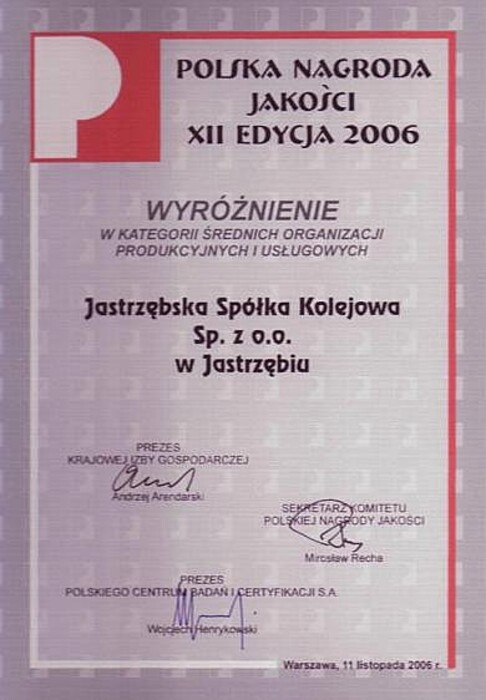 POLSKA NAGRODA
JAKOŚCI
XII EDYCJA 2006
WYRÓŻNIENIE
W KATEGORII ŚREDNICH ORGANIZACJI
PRODUKCYJNYCH I USŁUGOWYCH
Jastrzębska Spółka Kolejowa
Sp. z o.o.
w Jastrzębiu
PREZES
KRAJOWEJ IZBY GOSPODARCZEJ
Andrzej Arendarski
SEKRETARZ KOMITETU
POLSKIEJ NAGRODY JAKOŚCI
Mirosław Recha
PREZES
POLSKIEGO CENTRUM BADAŃ I CERTYFIKACJI S.A.
Wojciech Henrykowski
Warszawa, 11 listopada 2006 r.